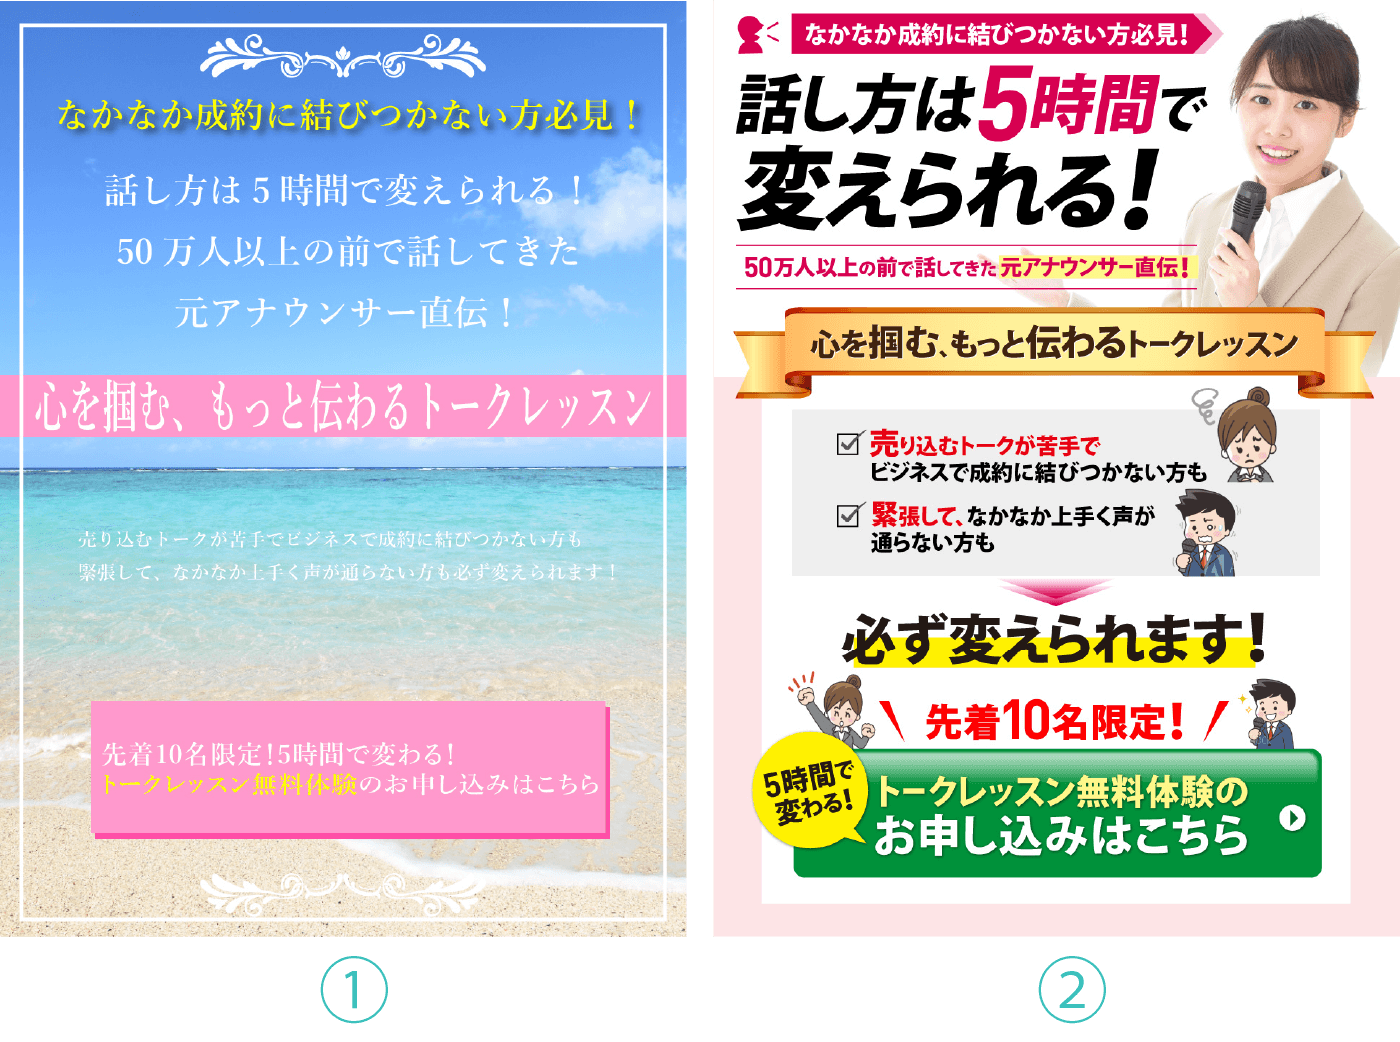 なかなか成約に結びつかない方必見！
話し方は5時間で変えられる！
50万人以上の前で話してきた
元アナウンサー直伝！
心を掴む、もっと伝わるトークレッスン
売り込むトークが苦手でビジネスで成約に結びつかない方も
緊張して、なかなか上手く声が通らない方も必ず変えられます！
先着10名限定！5時間で変わる！
トークレッスン無料体験のお申し込みはこちら
①
なかなか成約に結びつかない方必見！
話し方は5時間で
変えられる！
50万人以上の前で話してきた 元アナウンサー直伝！
心を掴む、もっと伝わるトークレッスン
売り込むトークが苦手で
ビジネスで成約に結びつかない方も
緊張して、なかなか上手く声が
通らない方も
必ず変えられます！
先着10名限定！
5時間で
変わる！
トークレッスン無料体験の
お申し込みはこちら
②